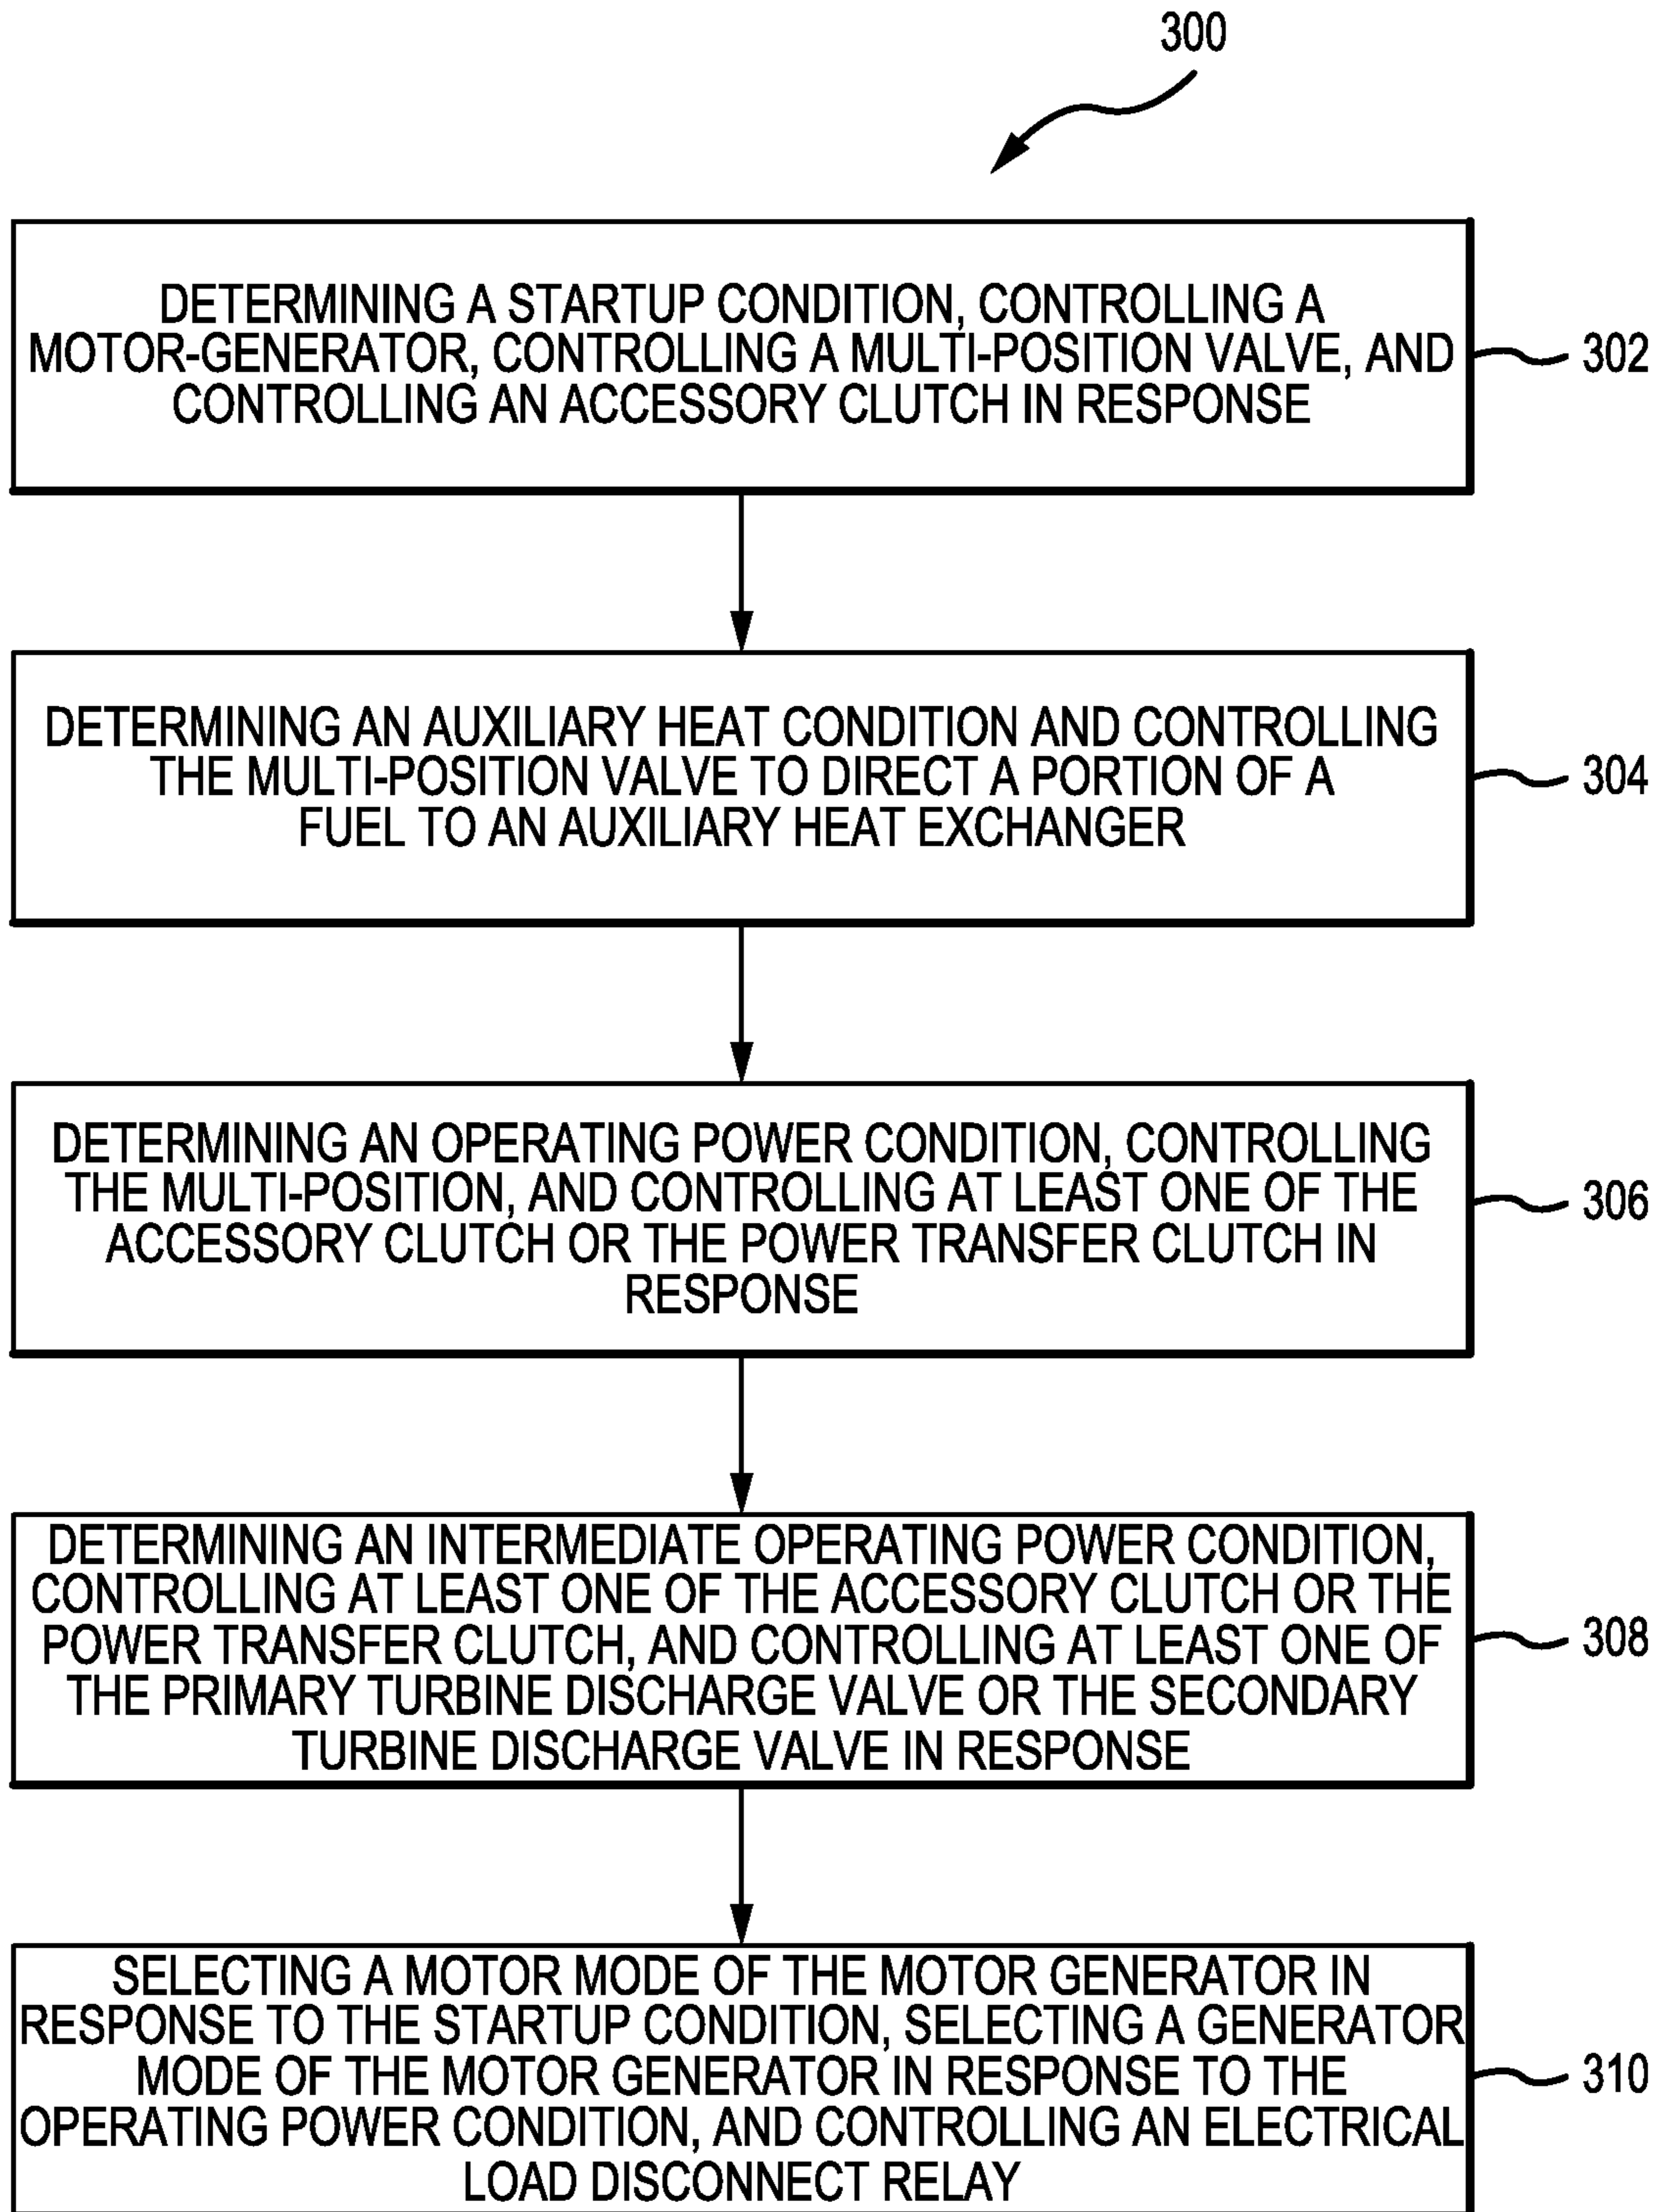 300
DETERMINING A STARTUP CONDITION, CONTROLLING A
MOTOR-GENERATOR, CONTROLLING A MULTI-POSITION VALVE, AND
CONTROLLING AN ACCESSORY CLUTCH IN RESPONSE
302
DETERMINING AN AUXILIARY HEAT CONDITION AND CONTROLLING
THE MULTI-POSITION VALVE TO DIRECT A PORTION OF A
FUEL TO AN AUXILIARY HEAT EXCHANGER
304
DETERMINING AN OPERATING POWER CONDITION, CONTROLLING
THE MULTI-POSITION, AND CONTROLLING AT LEAST ONE OF THE
ACCESSORY CLUTCH OR THE POWER TRANSFER CLUTCH IN
RESPONSE
306
DETERMINING AN INTERMEDIATE OPERATING POWER CONDITION,
CONTROLLING AT LEAST ONE OF THE ACCESSORY CLUTCH OR THE
POWER TRANSFER CLUTCH, AND CONTROLLING AT LEAST ONE OF
THE PRIMARY TURBINE DISCHARGE VALVE OR THE SECONDARY
TURBINE DISCHARGE VALVE IN RESPONSE
308
SELECTING A MOTOR MODE OF THE MOTOR GENERATOR IN
RESPONSE TO THE STARTUP CONDITION, SELECTING A GENERATOR
MODE OF THE MOTOR GENERATOR IN RESPONSE TO THE
OPERATING POWER CONDITION, AND CONTROLLING AN ELECTRICAL
LOAD DISCONNECT RELAY
310